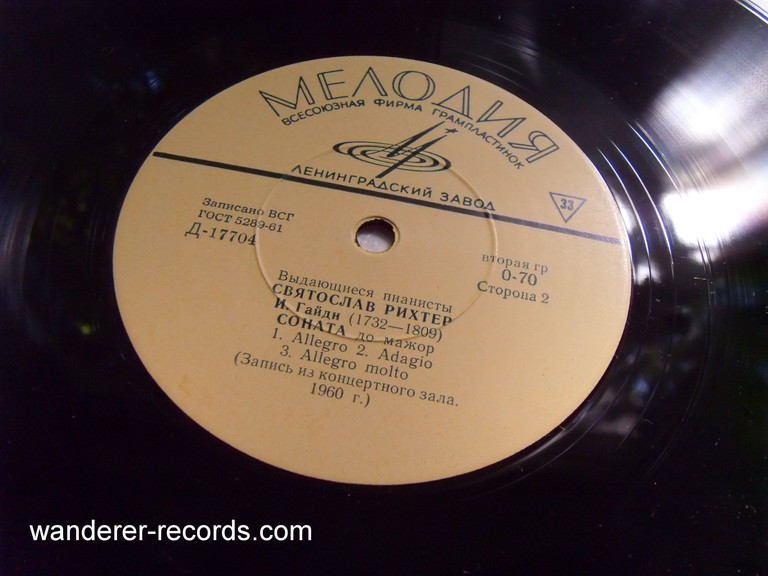 МЕЛОДИЯ
ВСЕСОЮЗНАЯ ФИРМА ГРАМПЛАСТИНОК
ЛЕНИНГРАДСКИЙ ЗАВОД
33
Записано ВСГ
ГОСТ 5289-61
Д-17704
вторая гр
0-70
Сторона 2
Выдающиеся пианисты
СВЯТОСЛАВ РИХТЕР
И. Гайдн (1732—1809)
СОНАТА до мажор
1. Allegro 2. Adagio
3. Allegro molto
(Запись из концертного зала.
1960 г.)
wanderer-records.com